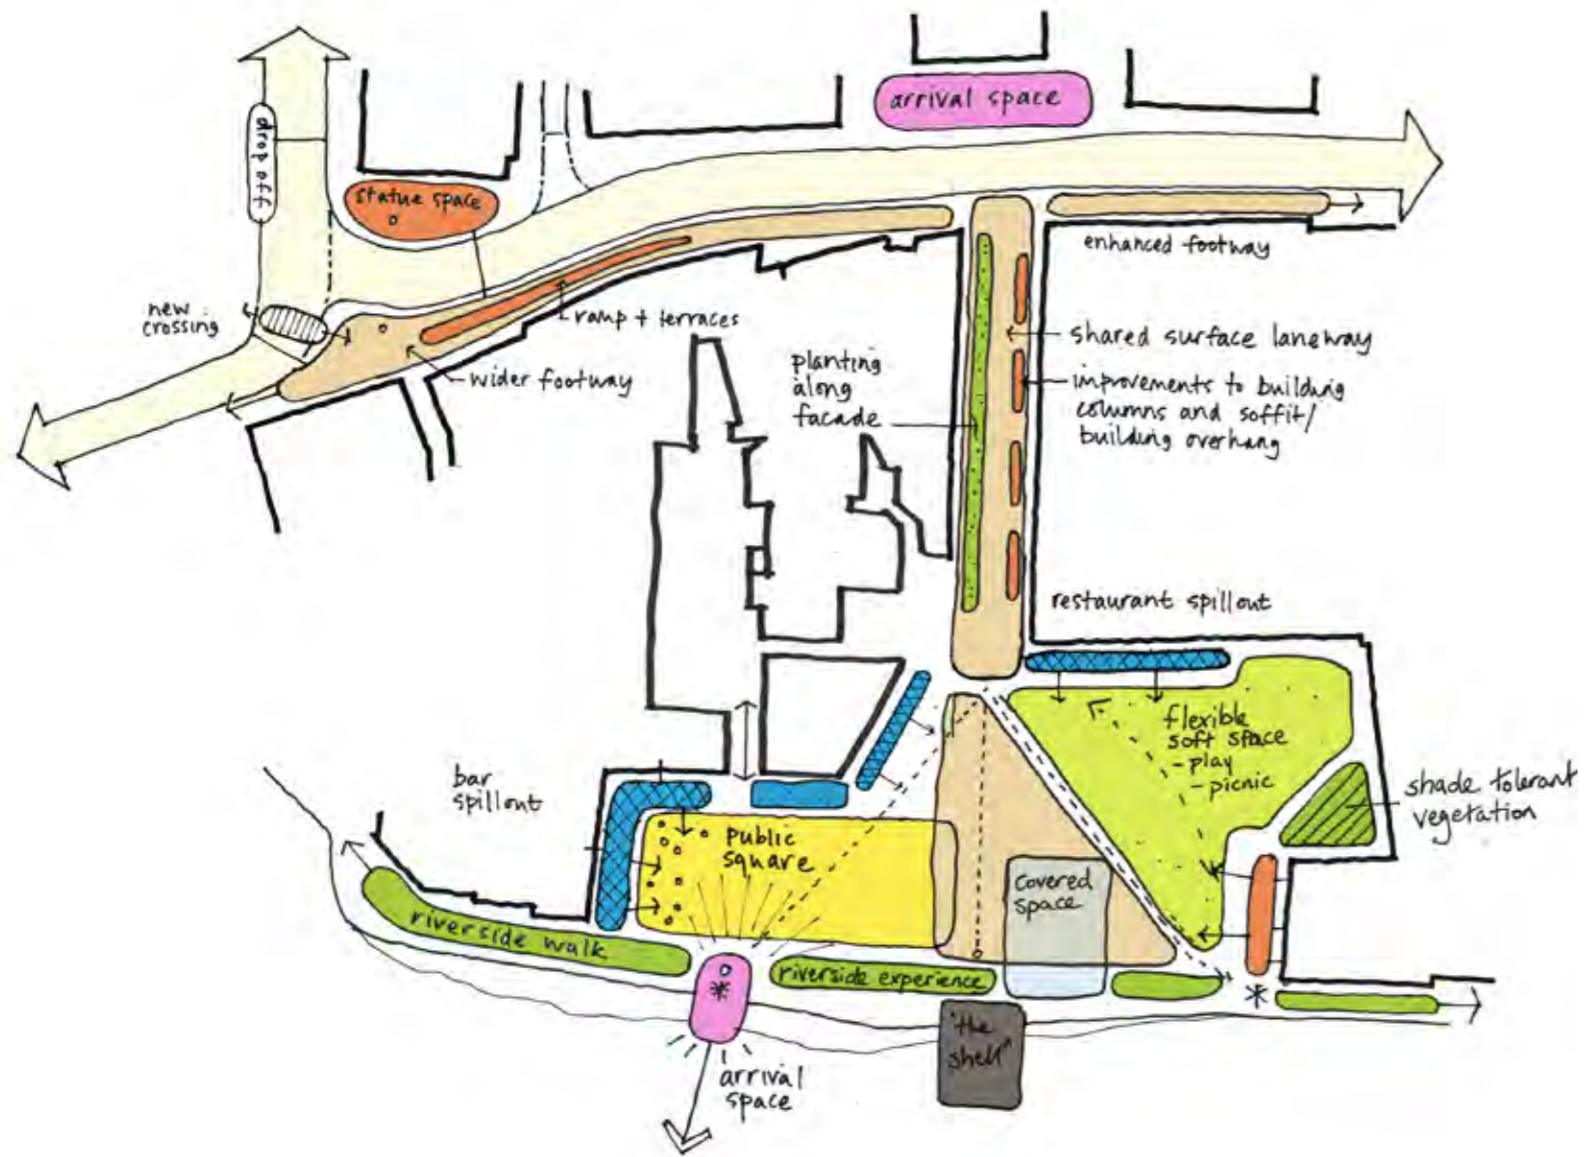 arrival space
drop off
statue space
enhanced footway
new
crossing
ramp + terraces
wider footway
planting
along
facade
shared surface laneway
improvements to building
columns and soffit/
building overhang
restaurant spillout
flexible
soft space
- play
- picnic
shade tolerant
vegetation
bar
spillout
public
square
covered
space
riverside walk
riverside experience
"the
shell"
arrival
space